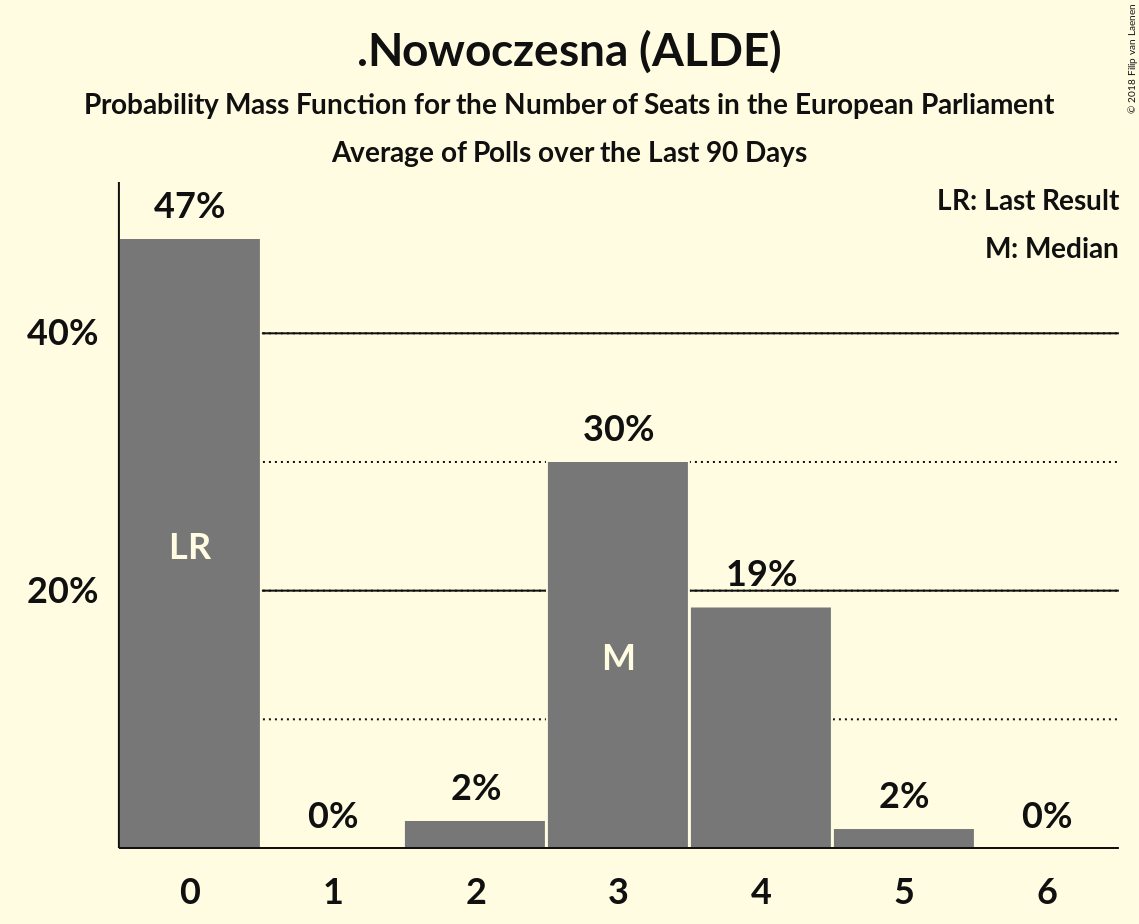 .Nowoczesna (ALDE)
Probability Mass Function for the Number of Seats in the European Parliament
Average of Polls over the Last 90 Days
© 2018 Filip van Laenen
LR: Last Result
M: Median
47%
40%
30%
LR
19%
20%
M
2%
2%
0%
0%
0 1 2 3 4 5 6